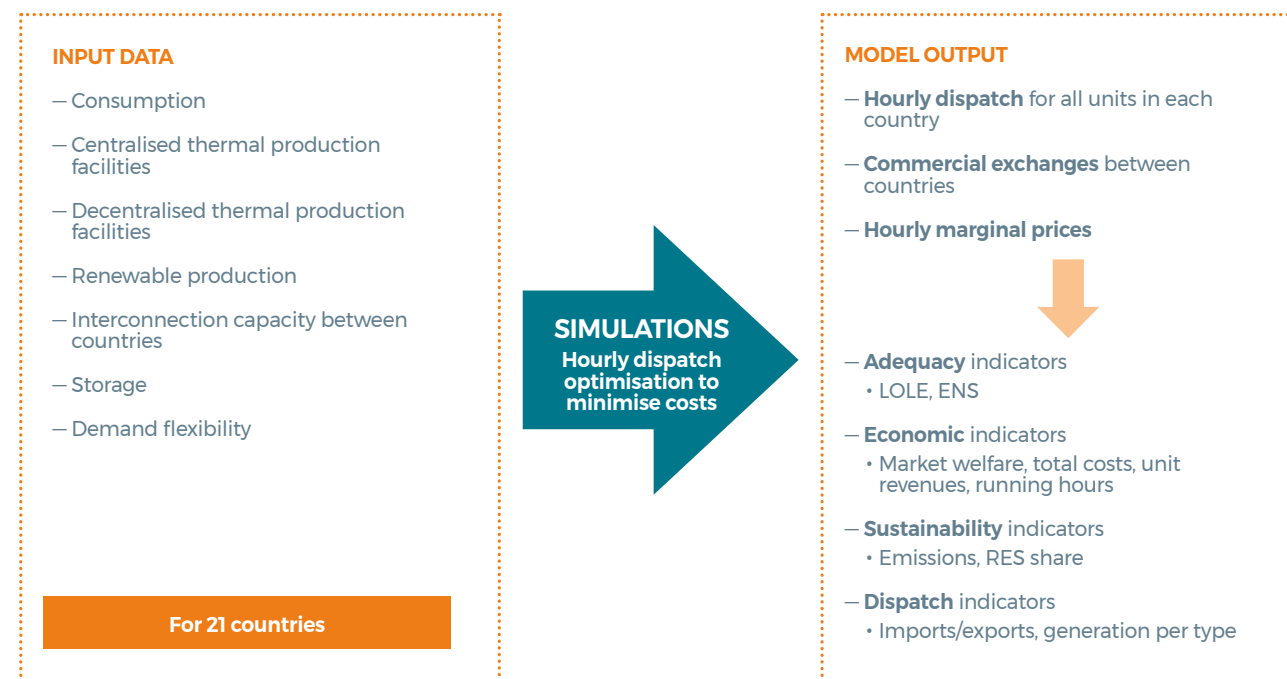 INPUT DATA
— Consumption
— Centralised thermal production
facilities
— Decentralised thermal production
facilities
— Renewable production
— Interconnection capacity between
countries
— Storage
— Demand flexibility
For 21 countries
SIMULATIONS
Hourly dispatch
optimisation to
minimise costs
MODEL OUTPUT
— Hourly dispatch for all units in each
country
— Commercial exchanges between
countries
— Hourly marginal prices
— Adequacy indicators
• LOLE, ENS
— Economic indicators
• Market welfare, total costs, unit
revenues, running hours
— Sustainability indicators
• Emissions, RES share
— Dispatch indicators
• Imports/exports, generation per type